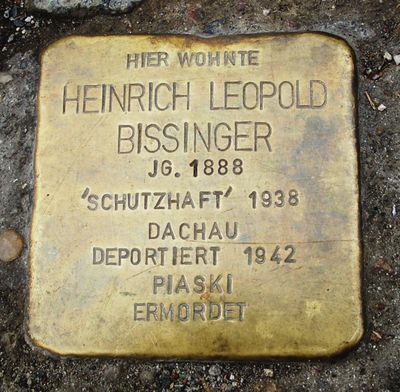 HIER WOHNTE
HEINRICH LEOPOLD
BISSINGER
JG. 1888
'SCHUTZHAFT' 1938
DACHAU
DEPORTIERT 1942
PIASKI
ERMORDET